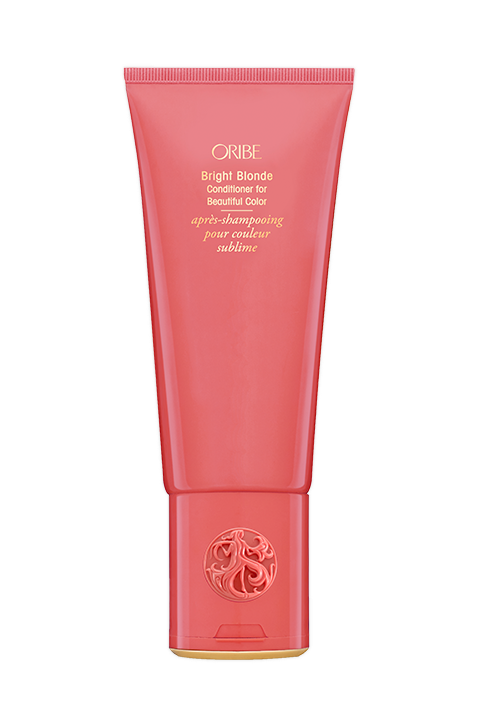 ORIBE
Bright Blonde
Conditioner for
Beautiful Color
après-shampooing
pour couleur
sublime